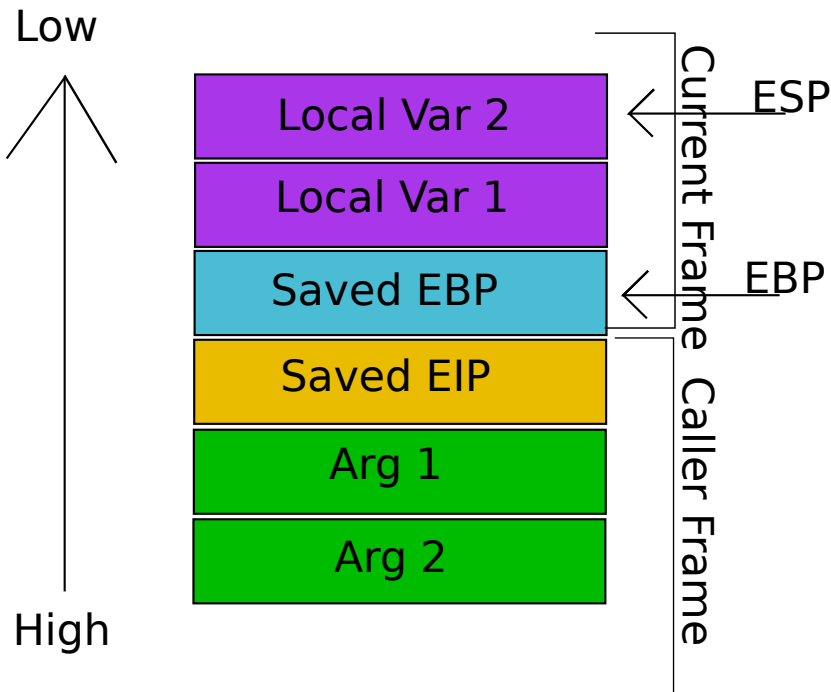 Low
Local Var 2
ESP
Local Var 1
Current Frame
Saved EBP
EBP
Saved EIP
Arg 1
Caller Frame
Arg 2
High